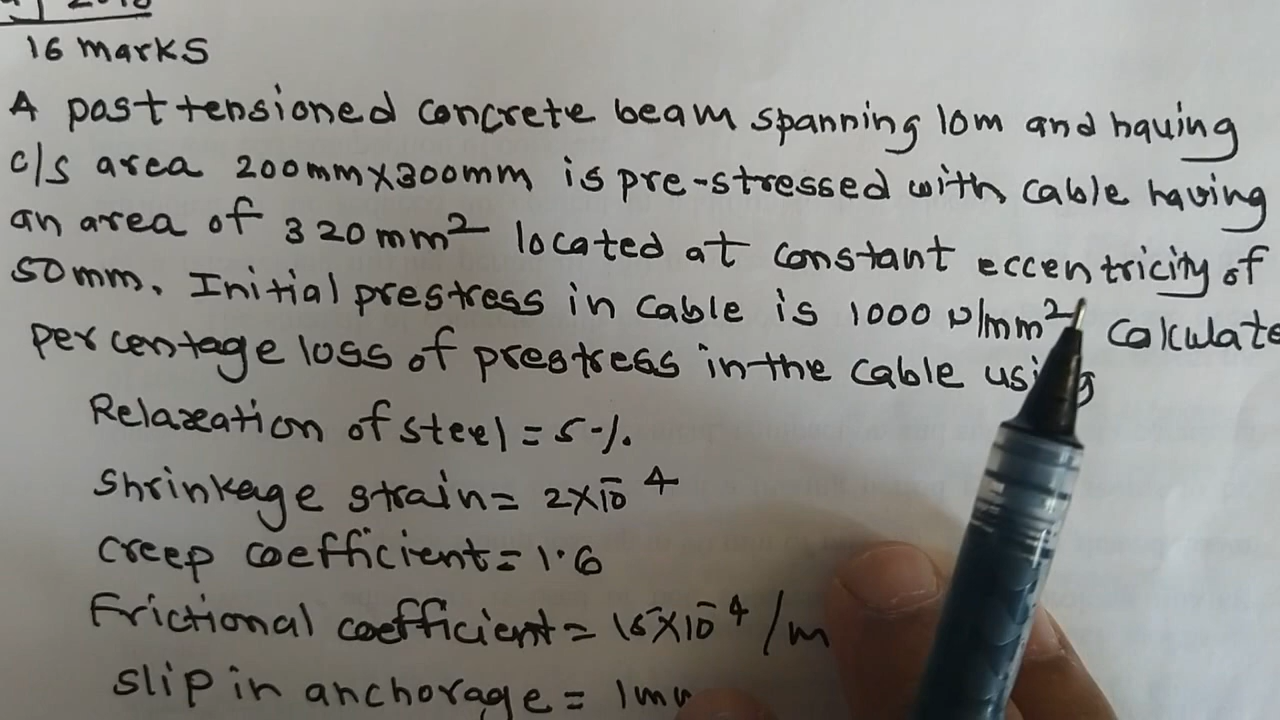 16 marks
A post tensioned concrete beam spanning 10m and having
c/s area 200mmx300mm is pre-stressed with cable having
an area of 320mm² located at constant eccentricity of
50mm. Initial prestress in cable is 1000 N/mm² Calculate
percentage loss of prestress in the cable using
Relaxation of steel = 5%.
Shrinkage strain = 2x10⁻⁴
Creep coefficient = 1.6
Frictional coefficient = 15x10⁻⁴/m
slip in anchorage = 1mm